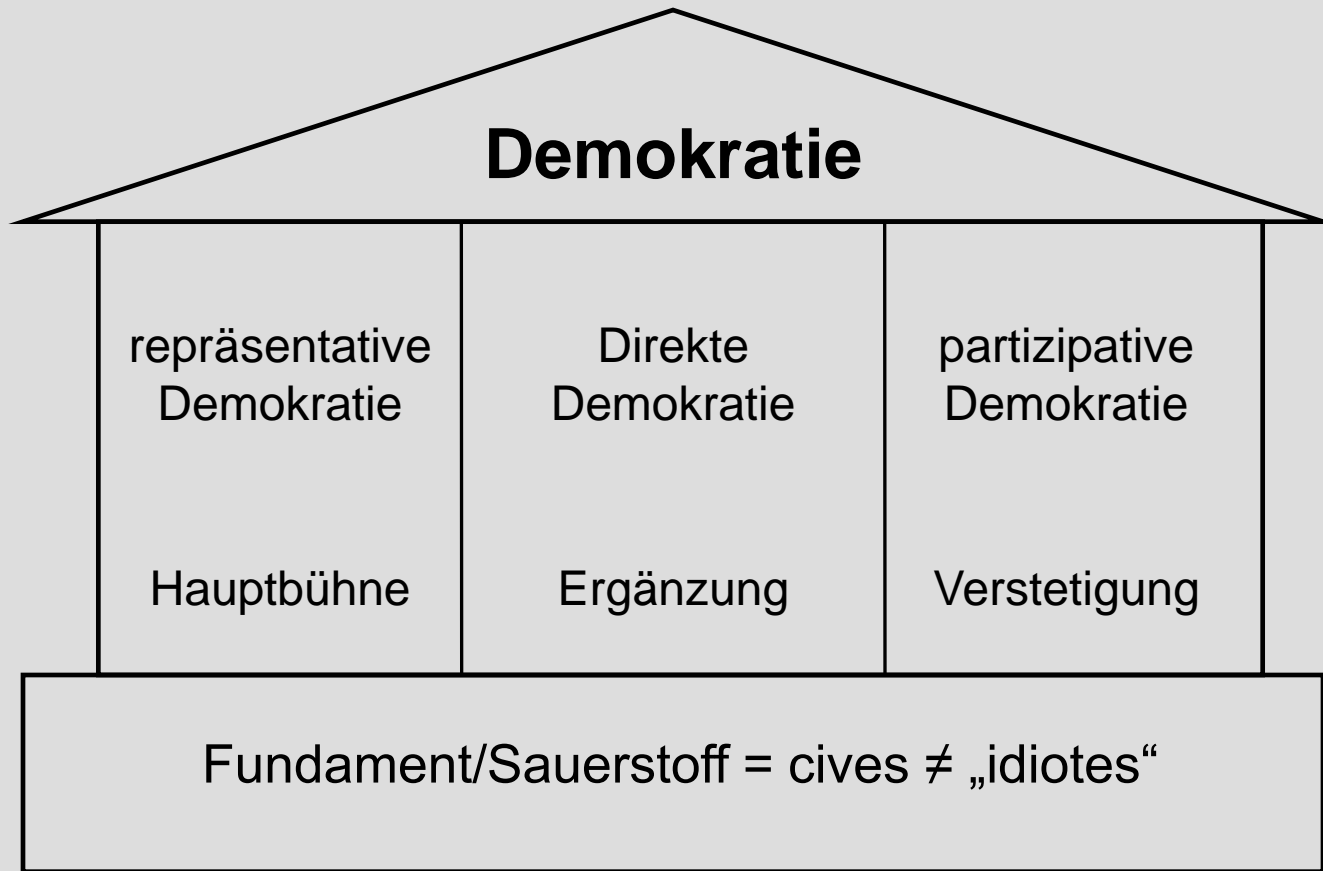 Demokratie
repräsentative
Demokratie
Hauptbühne
Direkte
Demokratie
Ergänzung
partizipative
Demokratie
Verstetigung
Fundament/Sauerstoff = cives ≠ „idiotes“